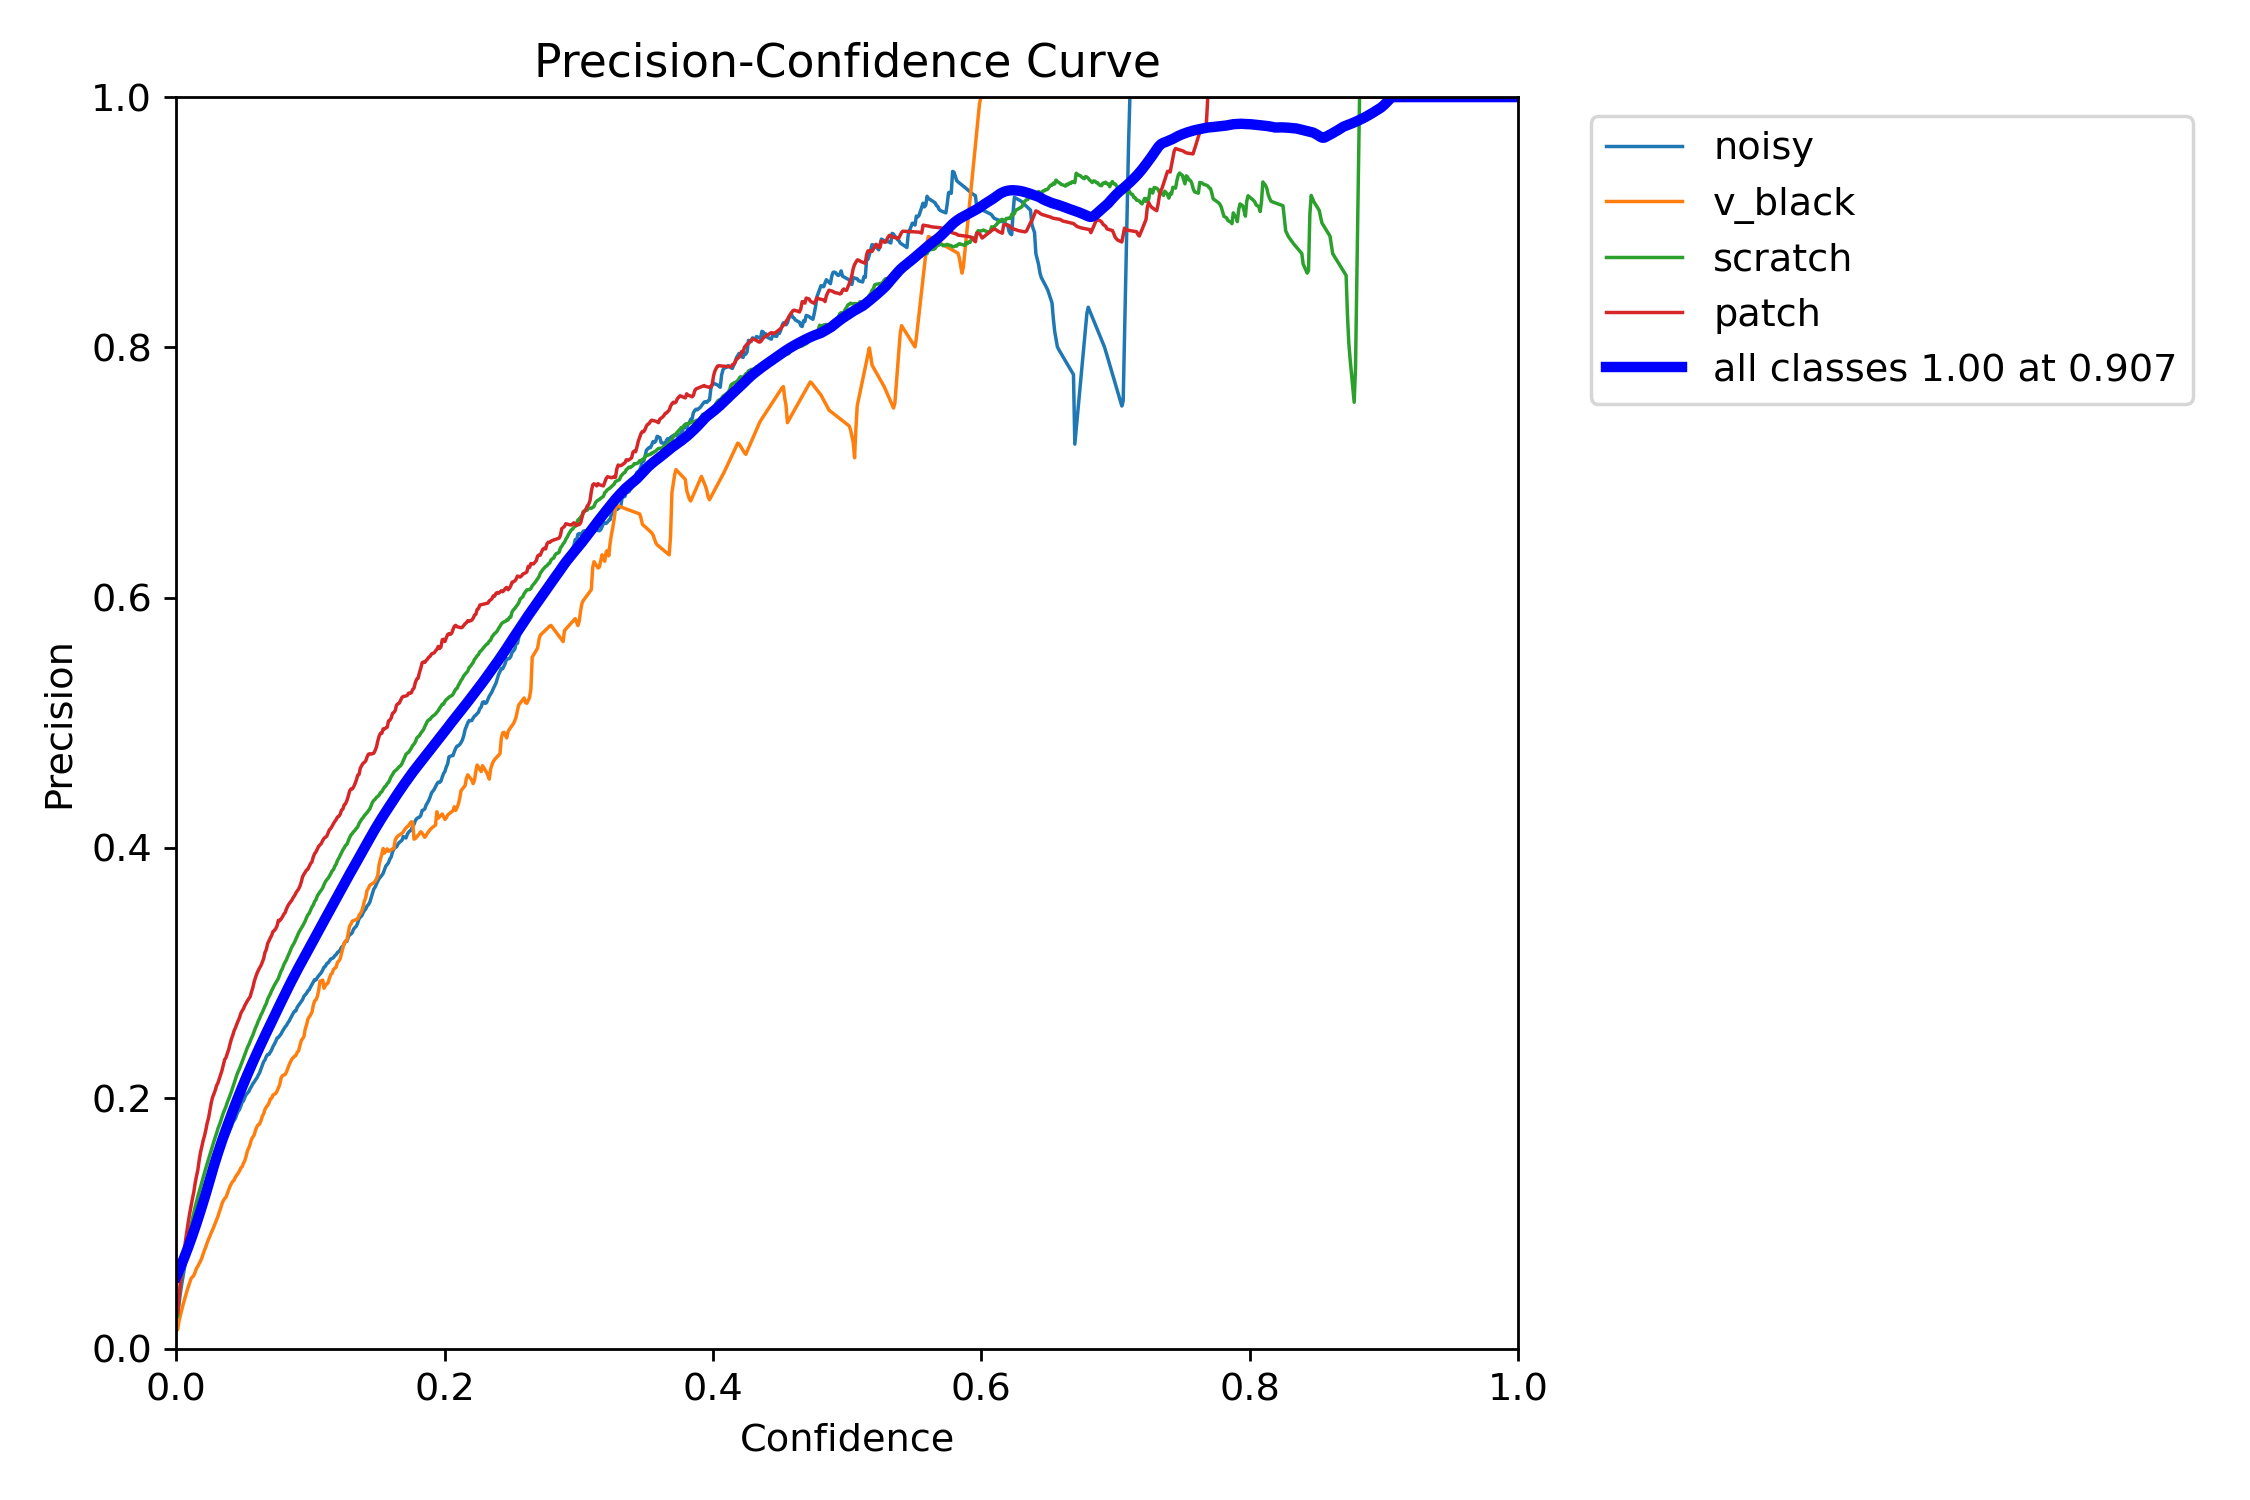 Precision-Confidence Curve
1.0
0.8
0.6
0.4
0.2
0.0
Precision
0.0 0.2 0.4 0.6 0.8 1.0
Confidence
noisy
v_black
scratch
patch
all classes 1.00 at 0.907